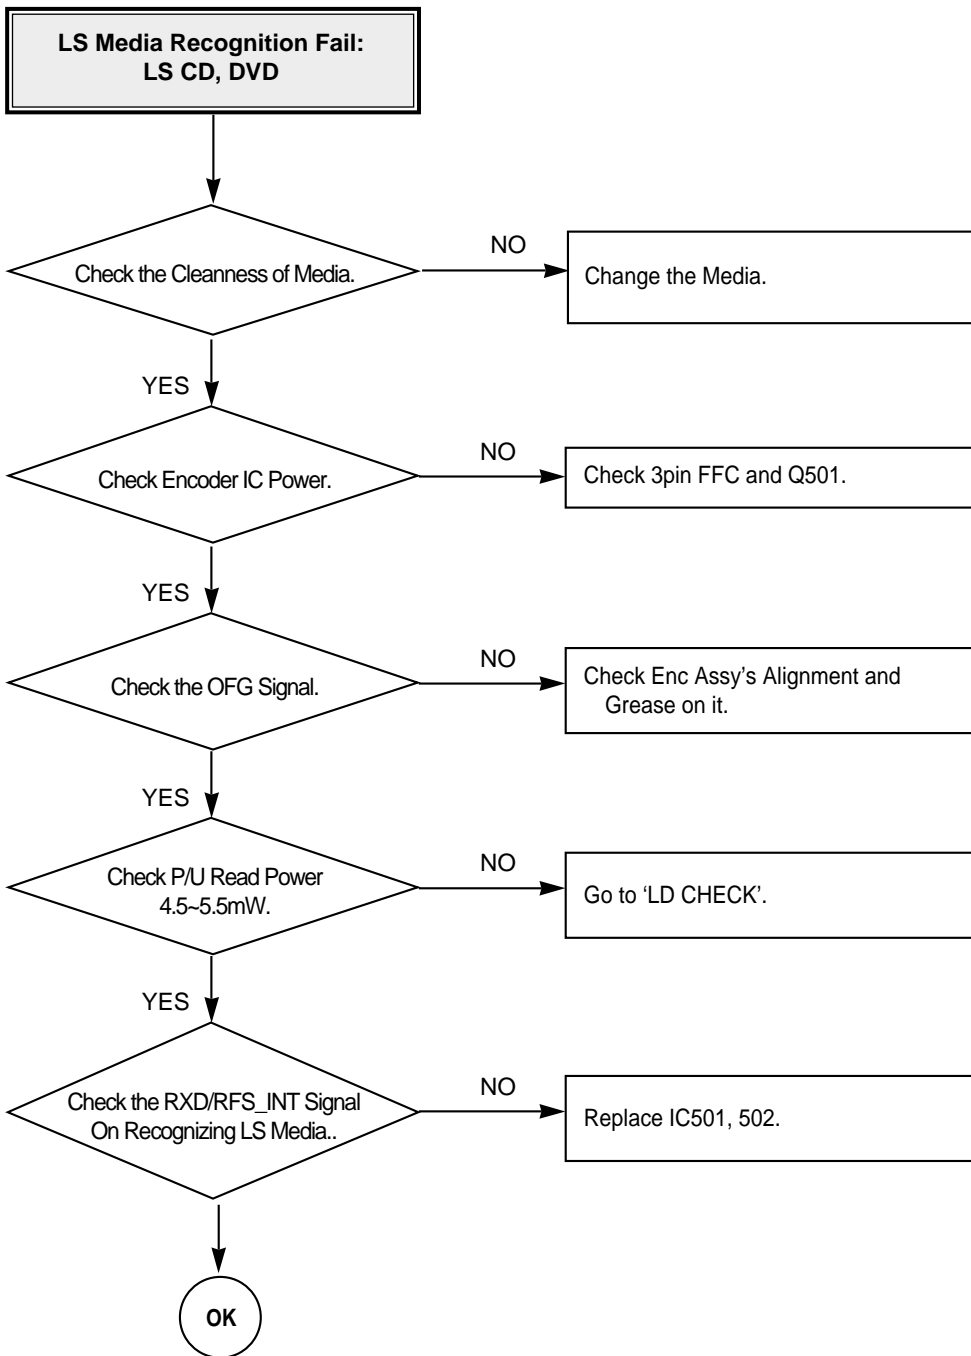 LS Media Recognition Fail:
LS CD, DVD
Check the Cleanness of Media.
NO
Change the Media.
YES
Check Encoder IC Power.
NO
Check 3pin FFC and Q501.
YES
Check the OFG Signal.
NO
Check Enc Assy’s Alignment and
Grease on it.
YES
Check P/U Read Power
4.5~5.5mW.
NO
Go to ‘LD CHECK’.
YES
Check the RXD/RFS_INT Signal
On Recognizing LS Media..
NO
Replace IC501, 502.
OK